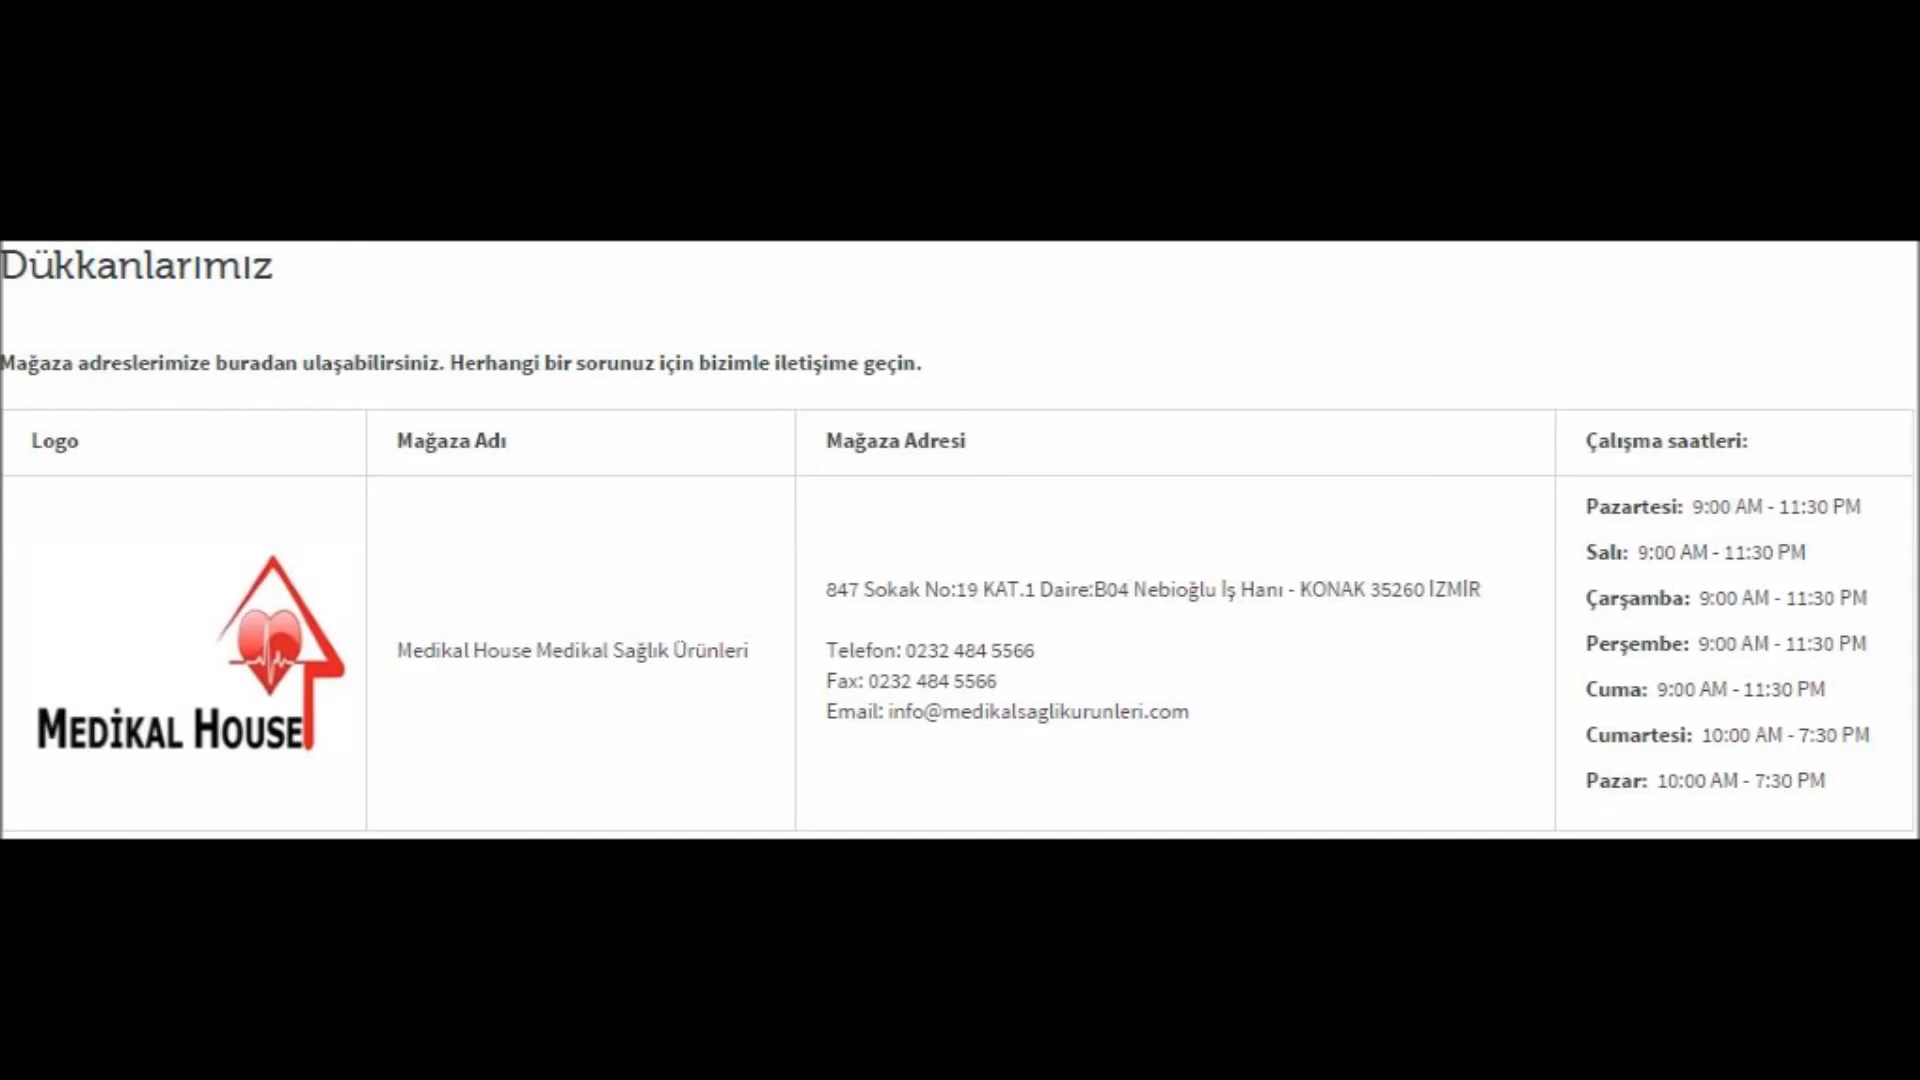 Dükkanlarımız
Mağaza adreslerimize buradan ulaşabilirsiniz. Herhangi bir sorunuz için bizimle iletişime geçin.
Logo
Mağaza Adı
Mağaza Adresi
Çalışma saatleri:
MEDİKAL HOUSE
Medikal House Medikal Sağlık Ürünleri
847 Sokak No:19 KAT.1 Daire:B04 Nebioğlu İş Hanı - KONAK 35260 İZMİR
Telefon: 0232 484 5566
Fax: 0232 484 5566
Email: info@medikalsaglikurunleri.com
Pazartesi: 9:00 AM - 11:30 PM
Salı: 9:00 AM - 11:30 PM
Çarşamba: 9:00 AM - 11:30 PM
Perşembe: 9:00 AM - 11:30 PM
Cuma: 9:00 AM - 11:30 PM
Cumartesi: 10:00 AM - 7:30 PM
Pazar: 10:00 AM - 7:30 PM